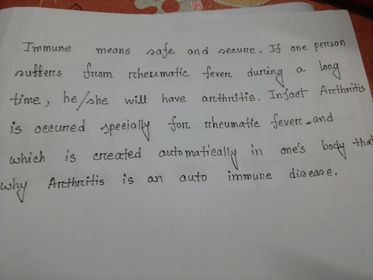 Immune means safe and secure. If one person
suffers from rheumatic fever during a long
time, he/she will have arthritis. Infact Arthritis
is occured specially for rheumatic fever and
which is created automatically in one's body that
why Arthritis is an auto immune disease.